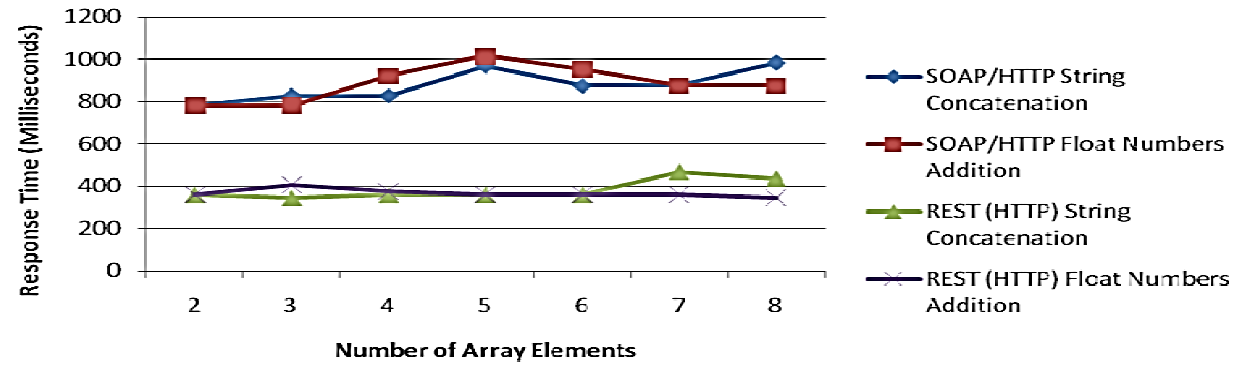 1200
1000
800
600
400
200
0
Response Time (Milliseconds)
2 3 4 5 6 7 8
Number of Array Elements
SOAP/HTTP String
Concatenation
SOAP/HTTP Float Numbers
Addition
REST (HTTP) String
Concatenation
REST (HTTP) Float Numbers
Addition